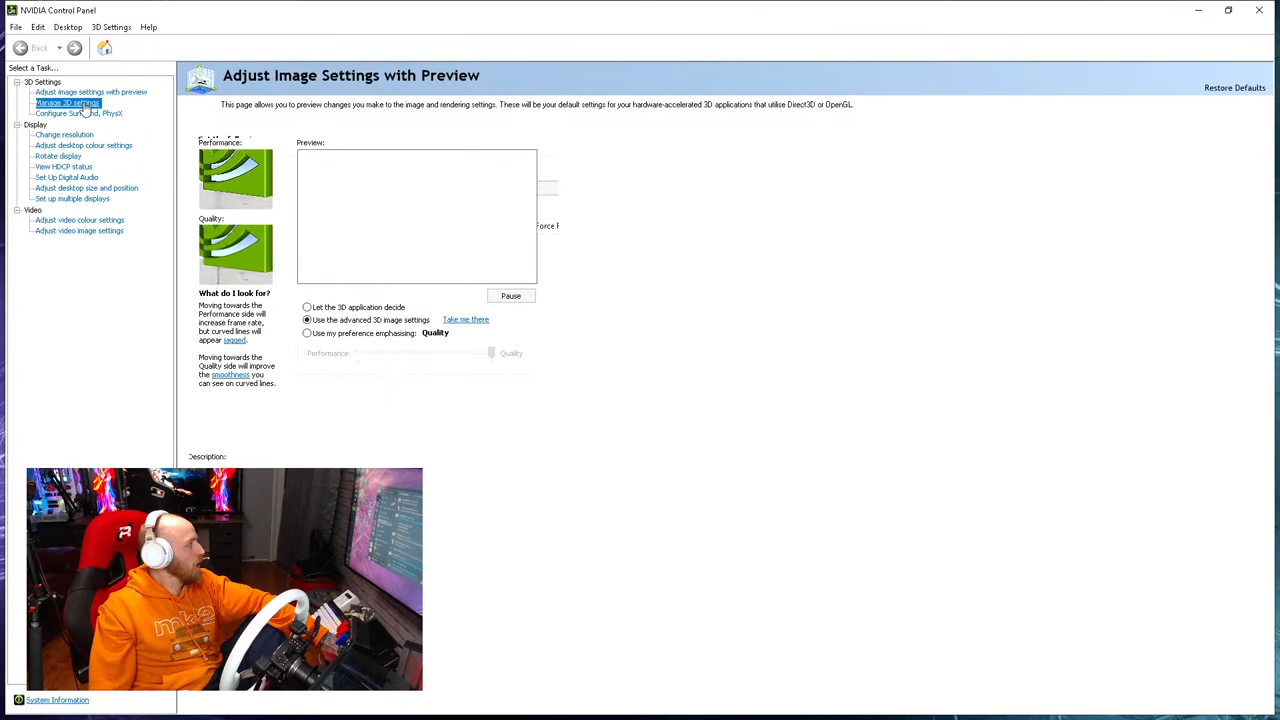 NVIDIA Control Panel
File Edit Desktop 3D Settings Help
Back
Select a Task...
3D Settings
Adjust image settings with preview
Manage 3D settings
Configure Surround, PhysX
Display
Change resolution
Adjust desktop colour settings
Rotate display
View HDCP status
Set Up Digital Audio
Adjust desktop size and position
Set up multiple displays
Video
Adjust video colour settings
Adjust video image settings
System Information
Adjust Image Settings with Preview
Restore Defaults
This page allows you to preview changes you make to the image and rendering settings. These will be your default settings for your hardware-accelerated 3D applications that utilise Direct3D or OpenGL.
Performance:
Preview:
Force F
Quality:
Pause
What do I look for?
Moving towards the
Performance side will
increase frame rate,
but curved lines will
appear jagged.
Moving towards the
Quality side will improve
the smoothness you
can see on curved lines.
Let the 3D application decide
Use the advanced 3D image settings Take me there
Use my preference emphasising: Quality
Performance Quality
Description:
mk2